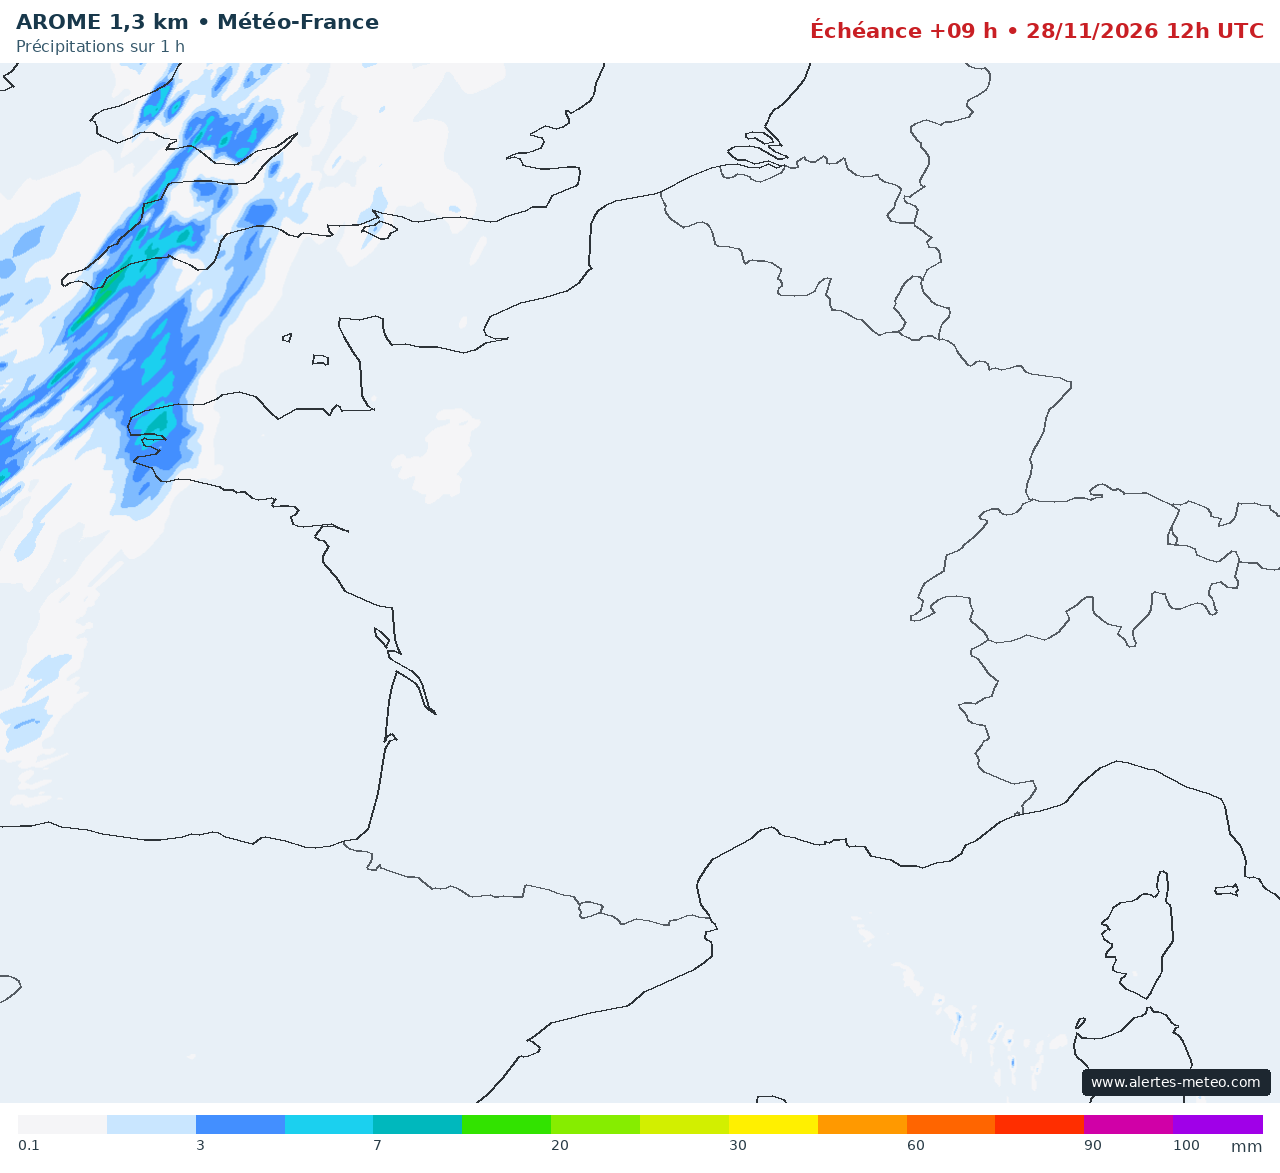 AROME 1,3 km • Météo-France
Précipitations sur 1 h
Échéance +09 h • 28/11/2026 12h UTC
www.alertes-meteo.com
0.1 3 7 20 30 60 90 100 mm